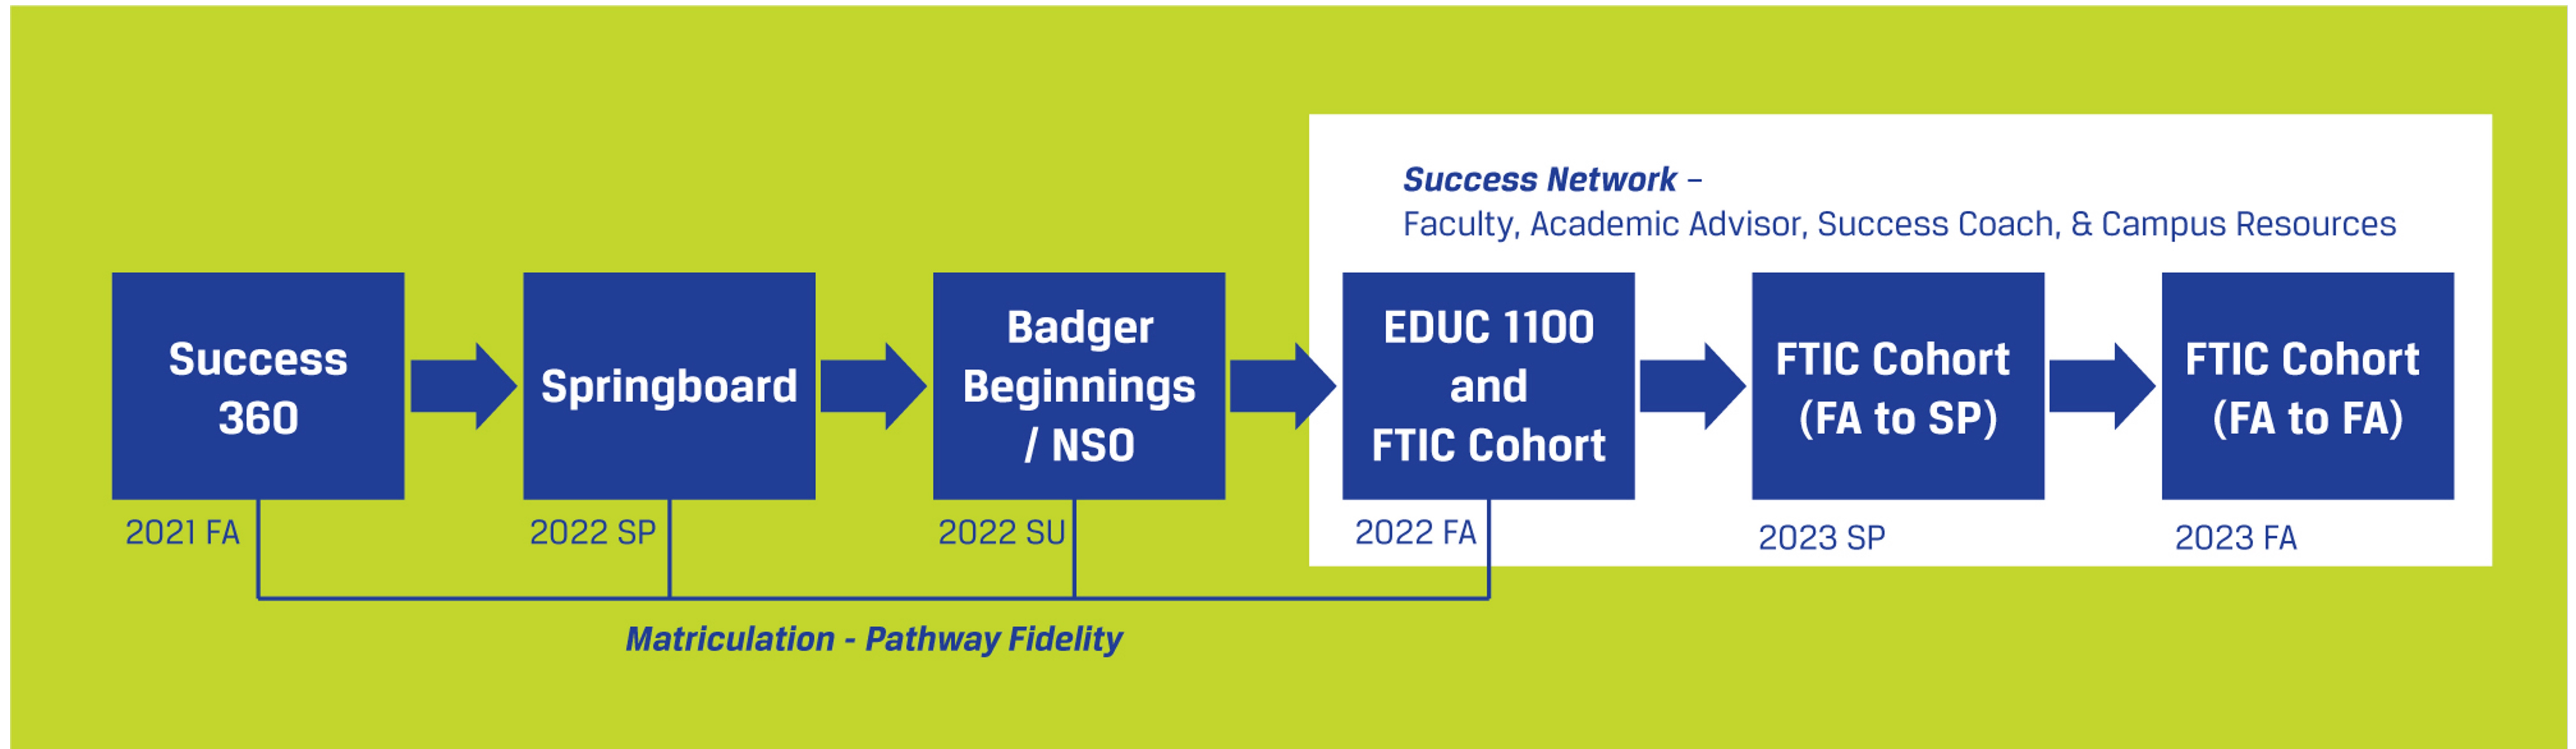 Success Network –
Faculty, Academic Advisor, Success Coach, & Campus Resources
Success
360
Springboard
Badger
Beginnings
/ NSO
EDUC 1100
and
FTIC Cohort
FTIC Cohort
(FA to SP)
FTIC Cohort
(FA to FA)
2021 FA
2022 SP
2022 SU
2022 FA
2023 SP
2023 FA
Matriculation - Pathway Fidelity